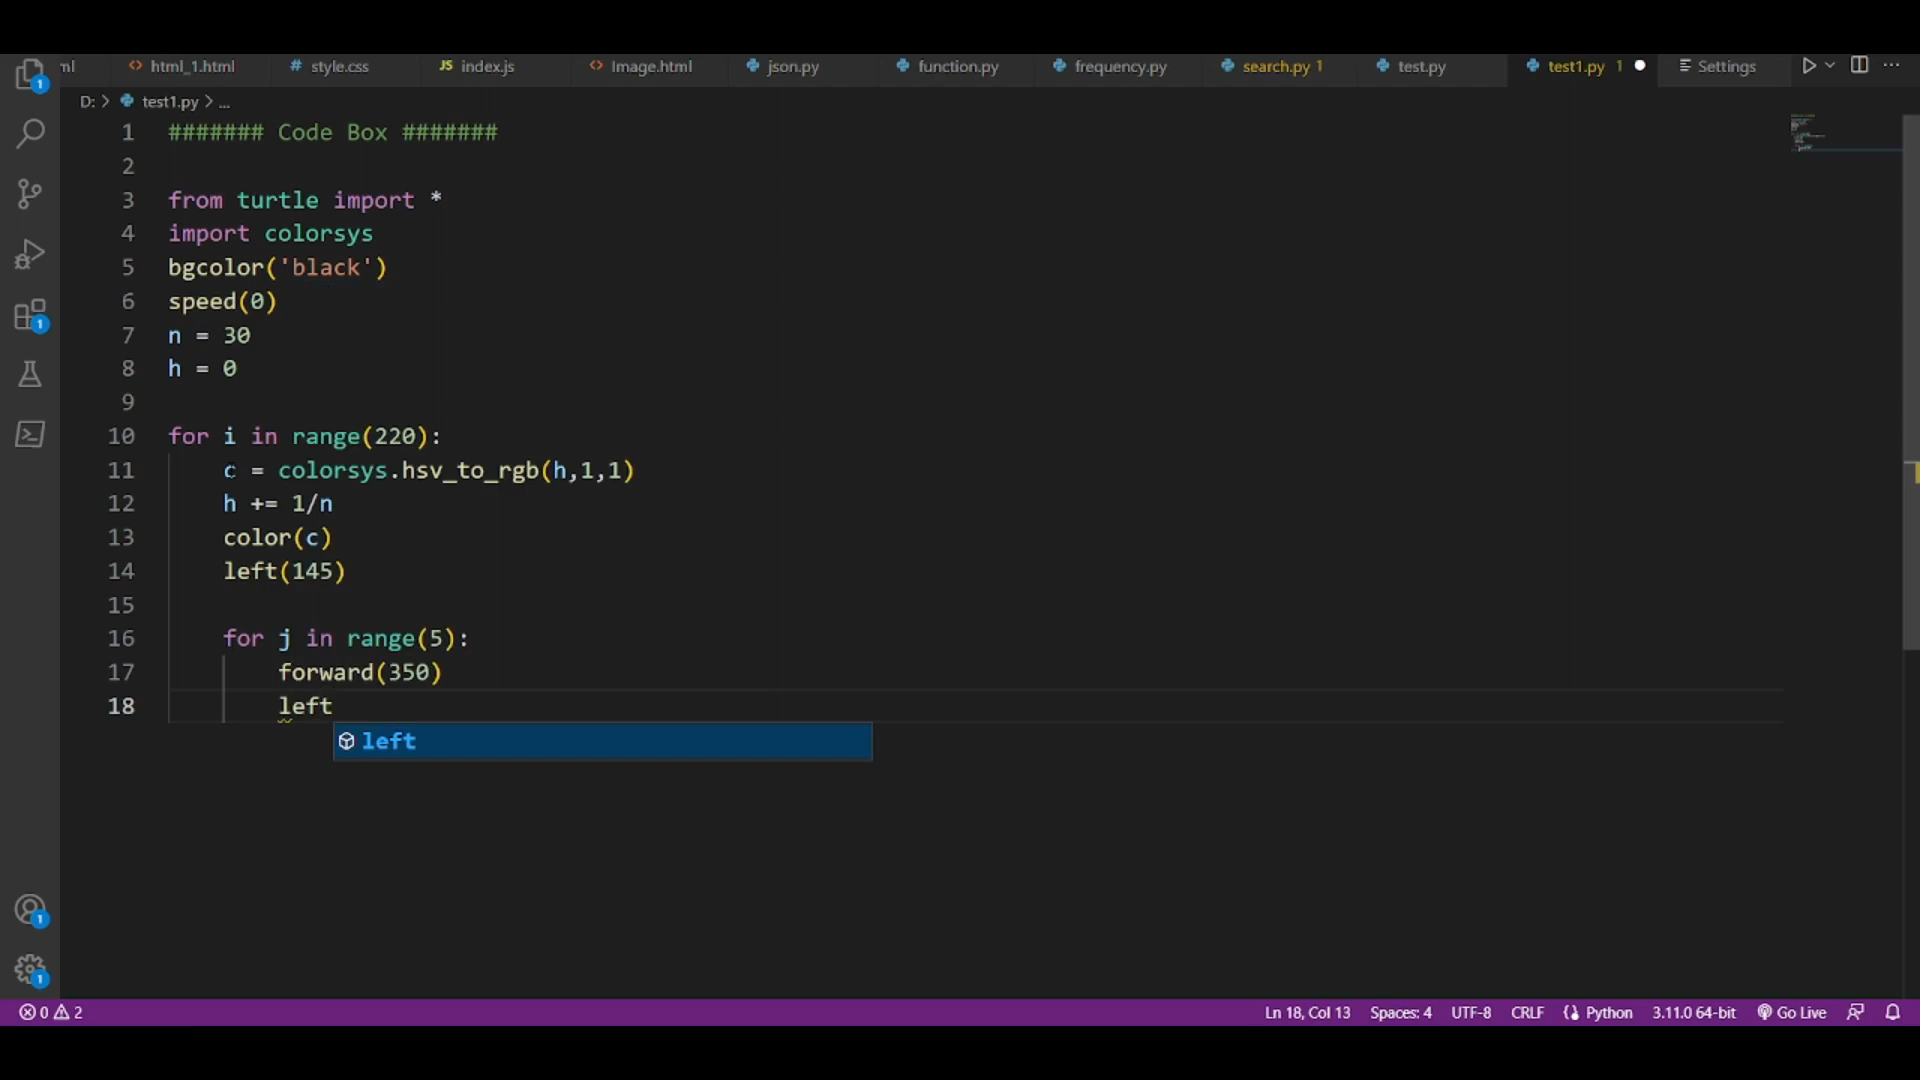 ml html_1.html # style.css JS index.js Image.html json.py function.py frequency.py search.py 1 test.py test1.py 1 Settings
D: > test1.py > ...
1 ####### Code Box #######
2
3 from turtle import *
4 import colorsys
5 bgcolor('black')
6 speed(0)
7 n = 30
8 h = 0
9
10 for i in range(220):
11 c = colorsys.hsv_to_rgb(h,1,1)
12 h += 1/n
13 color(c)
14 left(145)
15
16 for j in range(5):
17 forward(350)
18 left
left
1
1
1
1
0 2 Ln 18, Col 13 Spaces: 4 UTF-8 CRLF Python 3.11.0 64-bit Go Live